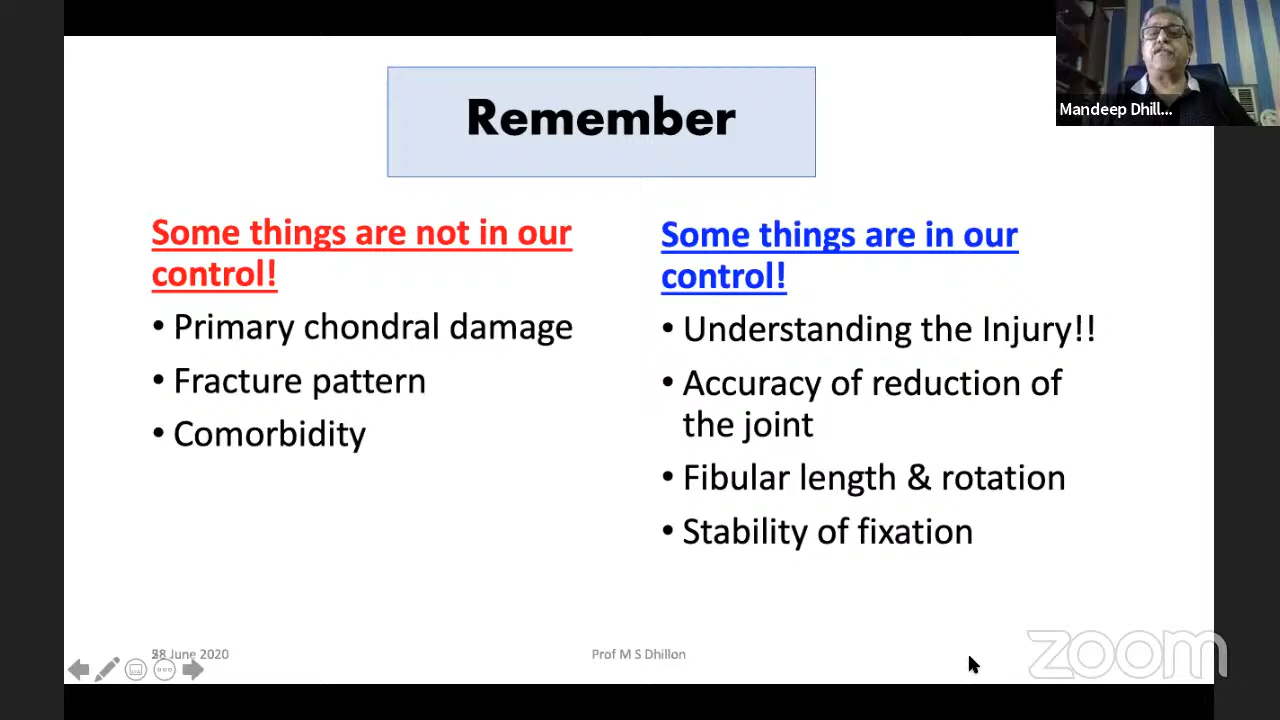 Remember
Mandeep Dhill...
Some things are not in our
control!
• Primary chondral damage
• Fracture pattern
• Comorbidity
Some things are in our
control!
• Understanding the Injury!!
• Accuracy of reduction of
the joint
• Fibular length & rotation
• Stability of fixation
28 June 2020
Prof M S Dhillon
zoom